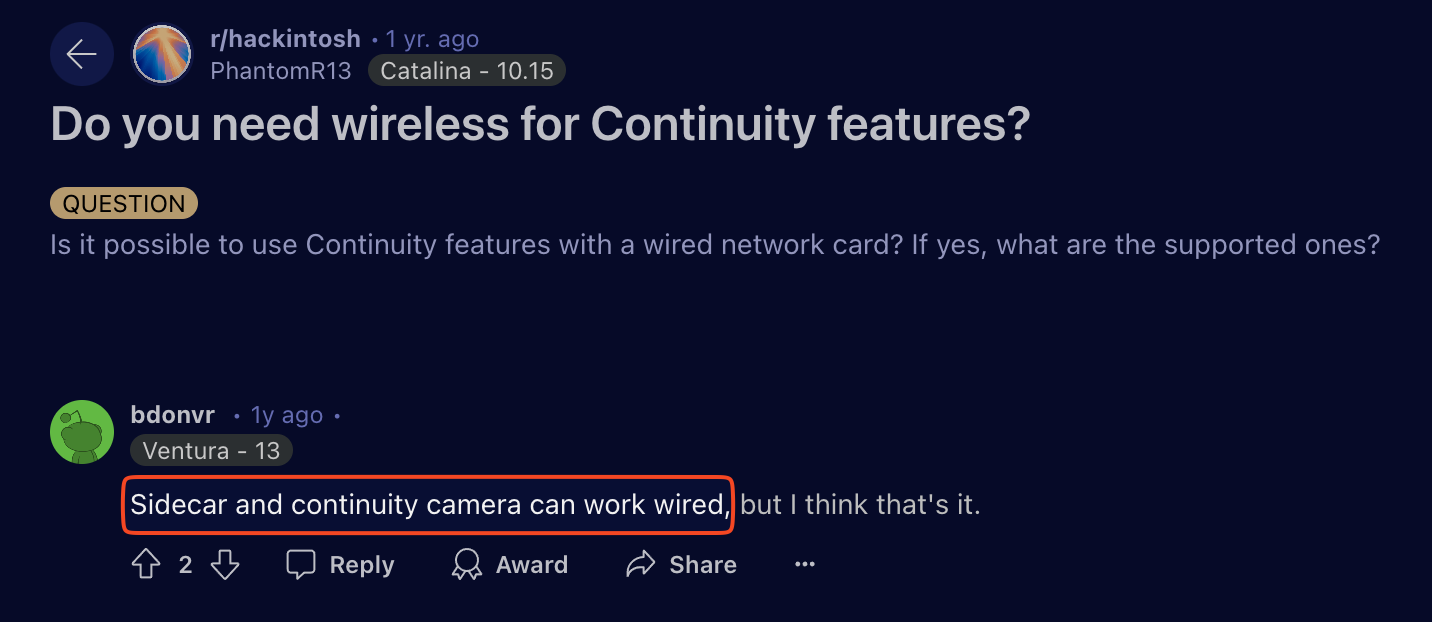 r/hackintosh • 1 yr. ago
PhantomR13 Catalina - 10.15
Do you need wireless for Continuity features?
QUESTION
Is it possible to use Continuity features with a wired network card? If yes, what are the supported ones?
bdonvr • 1y ago •
Ventura - 13
Sidecar and continuity camera can work wired, but I think that's it.
2 Reply Award Share ...